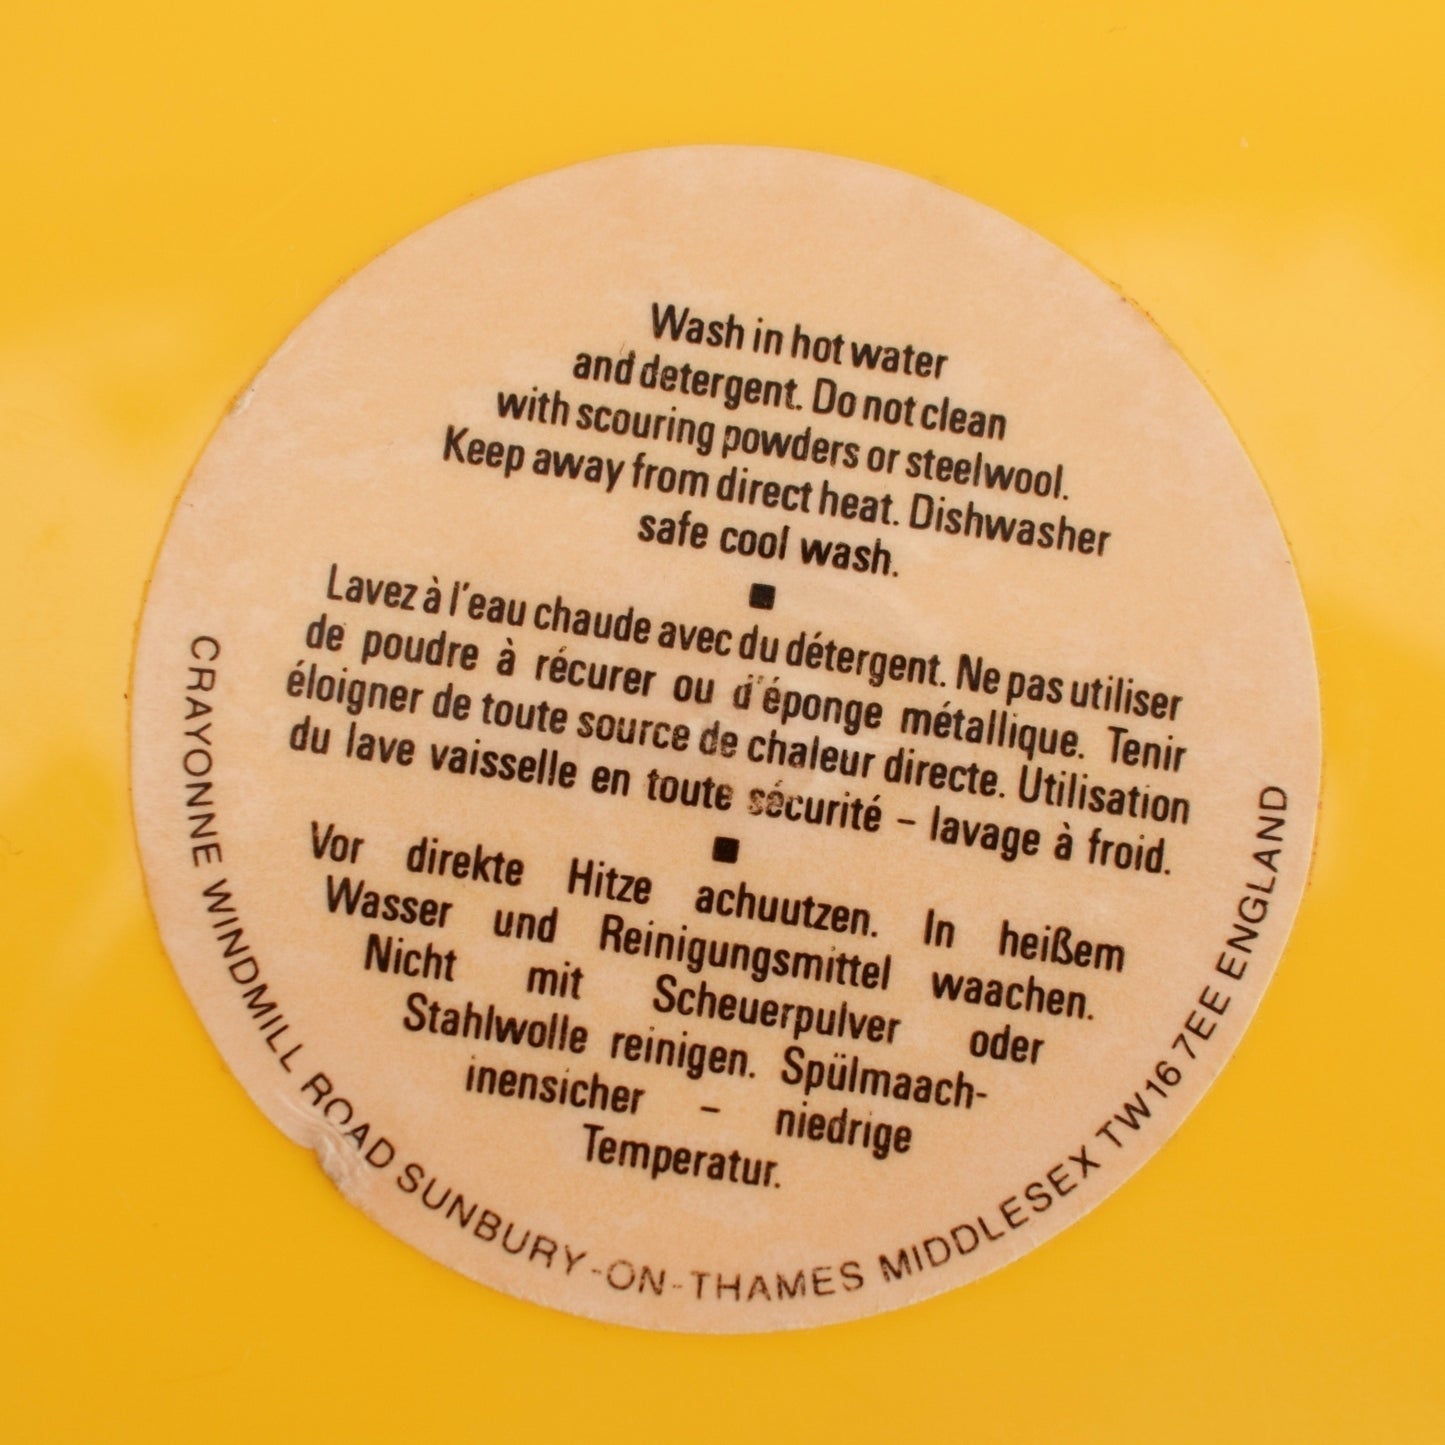 Wash in hot water
and detergent. Do not clean
with scouring powders or steelwool.
Keep away from direct heat. Dishwasher
safe cool wash.
Lavez à l'eau chaude avec du détergent. Ne pas utiliser
de poudre à récurer ou d'éponge métallique. Tenir
éloigner de toute source de chaleur directe. Utilisation
du lave vaisselle en toute sécurité – lavage à froid.
Vor direkte Hitze achuutzen. In heißem
Wasser und Reinigungsmittel waachen.
Nicht mit Scheuerpulver oder
Stahlwolle reinigen. Spülmaach-
inensicher – niedrige
Temperatur.
CRAYONNE WINDMILL ROAD SUNBURY-ON-THAMES MIDDLESEX TW16 7EE ENGLAND